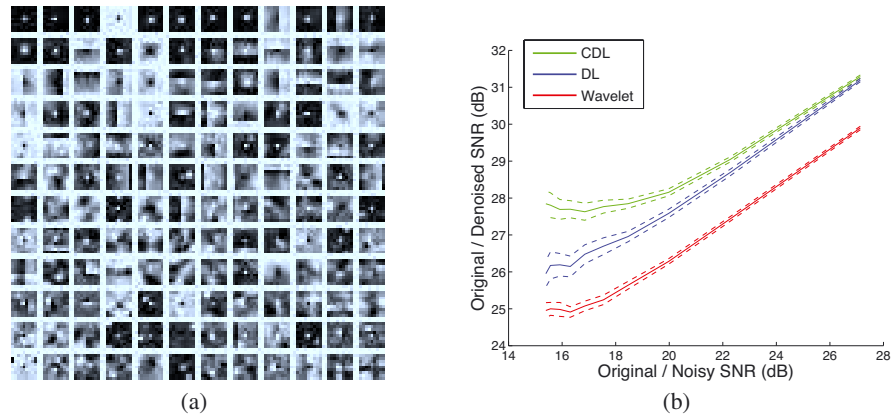 32
31
30
29
28
27
26
25
24
Original / Denoised SNR (dB)
CDL
DL
Wavelet
14 16 18 20 22 24 26 28
Original / Noisy SNR (dB)
(a)
(b)